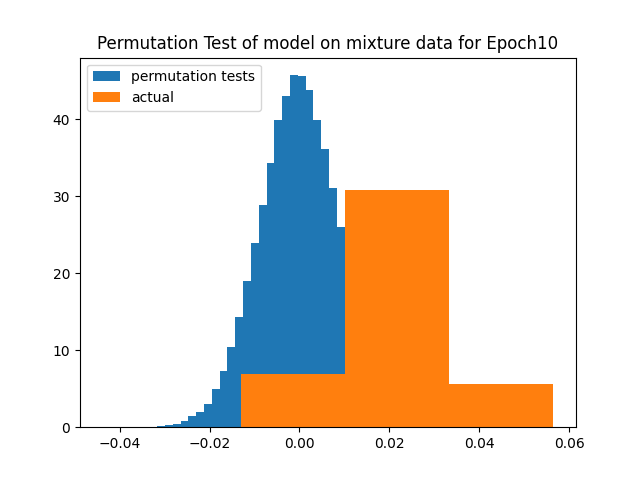 Permutation Test of model on mixture data for Epoch10
permutation tests
actual
40
30
20
10
0
−0.04 −0.02 0.00 0.02 0.04 0.06